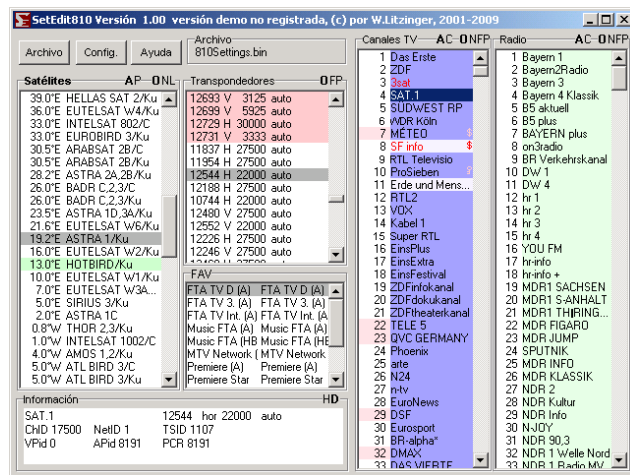 SetEdit810 Versión 1.00 versión demo no registrada, (c) por W.Litzinger, 2001-2009
Archivo Config. Ayuda
Archivo
810Settings.bin
Satélites AP ONL
39.0°E HELLAS SAT 2/Ku
36.0°E EUTELSAT W4/Ku
33.0°E INTELSAT 802/C
33.0°E EUROBIRD 3/Ku
30.5°E ARABSAT 2B/C
30.5°E ARABSAT 2B/Ku
28.2°E ASTRA 2A,2B/Ku
26.0°E BADR C,2,3/C
26.0°E BADR C,2,3/Ku
23.5°E ASTRA 1D,3A/Ku
21.6°E EUTELSAT W6/Ku
19.2°E ASTRA 1/Ku
16.0°E EUTELSAT W2/Ku
13.0°E HOTBIRD/Ku
10.0°E EUTELSAT W1/Ku
7.0°E EUTELSAT W3A...
5.0°E SIRIUS 3/Ku
2.0°E ASTRA 1C
0.8°W THOR 2,3/Ku
1.0°W INTELSAT 1002/C
4.0°W AMOS 1,2/Ku
5.0°W ATL BIRD 3/C
5.0°W ATL BIRD 3/Ku
Transpondedores OFP
12693 V 3125 auto
12699 V 5925 auto
12729 H 30000 auto
12731 V 3333 auto
11837 H 27500 auto
11954 H 27500 auto
12544 H 22000 auto
12188 H 27500 auto
10744 H 22000 auto
12480 V 27500 auto
12552 V 22000 auto
12226 H 27500 auto
12246 V 27500 auto
FAV
FTA TV D (A) FTA TV D (A)
FTA TV 3. (A) FTA TV 3. (A)
FTA TV Int. (A) FTA TV Int. (A)
Music FTA (A) Music FTA (A)
Music FTA (HB Music FTA (HE
MTV Network ( MTV Network
Premiere (A) Premiere (A)
Premiere Star Premiere Star
Canales TV AC ONFP
1 Das Erste
2 ZDF
3 3sat
4 SAT.1
5 SÜDWEST RP
6 WDR Köln
7 MÉTEO $
8 SF info $
9 RTL Televisio
10 ProSieben $
11 Erde und Mens...
12 RTL2
13 VOX
14 Kabel 1
15 Super RTL
16 EinsPlus
17 EinsExtra
18 EinsFestival
19 ZDFinfokanal
20 ZDFdokukanal
21 ZDFtheaterkanal
22 TELE 5
23 QVC GERMANY
24 Phoenix
25 arte
26 N24
27 n-tv
28 EuroNews
29 DSF
30 Eurosport
31 BR-alpha*
32 DMAX
33 DAS VIERTE
Radio AC ONFP
1 Bayern 1
2 Bayern2Radio
3 Bayern 3
4 Bayern 4 Klassik
5 B5 aktuell
6 B5 plus
7 BAYERN plus
8 on3radio
9 BR Verkehrskanal
10 DW 1
11 DW 4
12 hr 1
13 hr 2
14 hr 3
15 hr 4
16 YOU FM
17 hr-info
18 hr-info +
19 MDR1 SACHSEN
20 MDR1 S-ANHALT
21 MDR1 THIRING...
22 MDR FIGARO
23 MDR JUMP
24 SPUTNIK
25 MDR INFO
26 MDR KLASSIK
27 NDR 2
28 NDR Kultur
29 NDR Info
30 N-JOY
31 NDR 90,3
32 NDR 1 Welle Nord
33 NDR 1 Radio MV
Información HD
SAT.1 12544 hor 22000 auto
ChID 17500 NetID 1 TSID 1107
VPid 0 APid 8191 PCR 8191